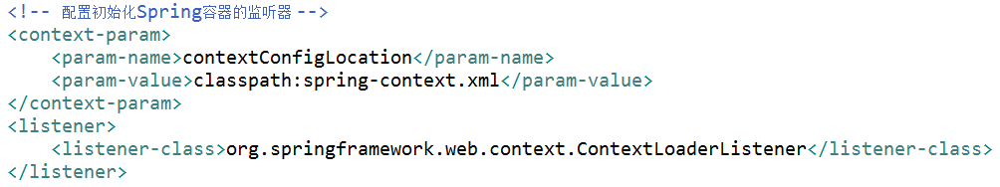 <!-- 配置初始化Spring容器的监听器 -->
<context-param>
    <param-name>contextConfigLocation</param-name>
    <param-value>classpath:spring-context.xml</param-value>
</context-param>
<listener>
    <listener-class>org.springframework.web.context.ContextLoaderListener</listener-class>
</listener>